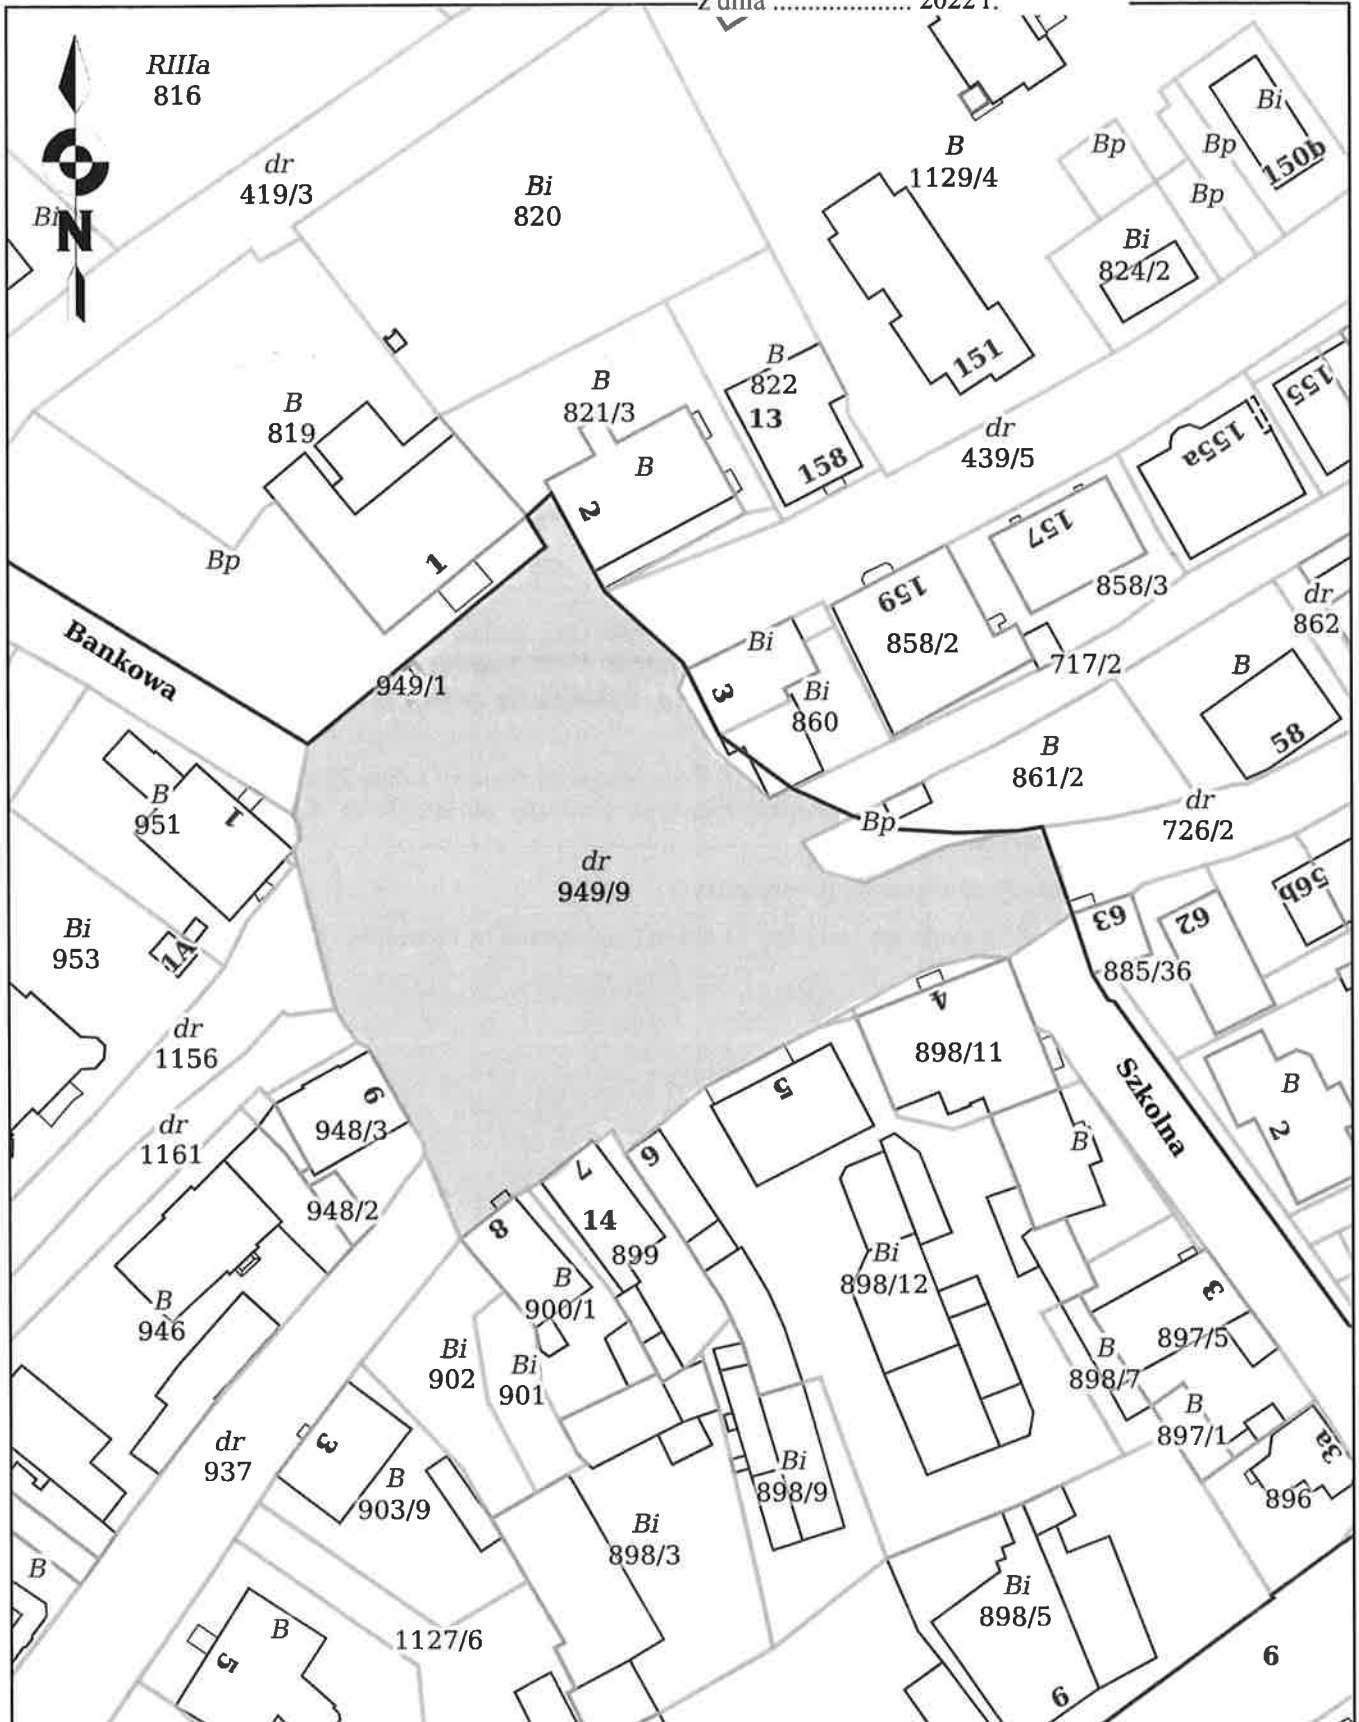 z dnia ..................... 2022 r.
RIIIa
816
dr
419/3
Bi
820
B
1129/4
Bp
Bp
Bi
150b
Bp
Bi
N
Bi
824/2
151
B
822
13
158
B
821/3
B
2
B
819
dr
439/5
155
155a
157
858/3
159
858/2
dr
862
Bp
1
Bankowa
949/1
Bi
3
Bi
860
717/2
B
58
B
861/2
dr
726/2
Bp
B
951
1
dr
949/9
Bi
953
1A
63
62
56b
885/36
4
898/11
dr
1156
5
Szkolna
B
2
dr
1161
9
948/3
948/2
B
7
6
8
14
899
B
900/1
Bi
898/12
B
946
3
897/5
B
898/7
Bi
902
Bi
901
B
897/1
3a
896
dr
937
3
B
903/9
Bi
898/9
Bi
898/3
B
Bi
898/5
B
5
1127/6
6
9